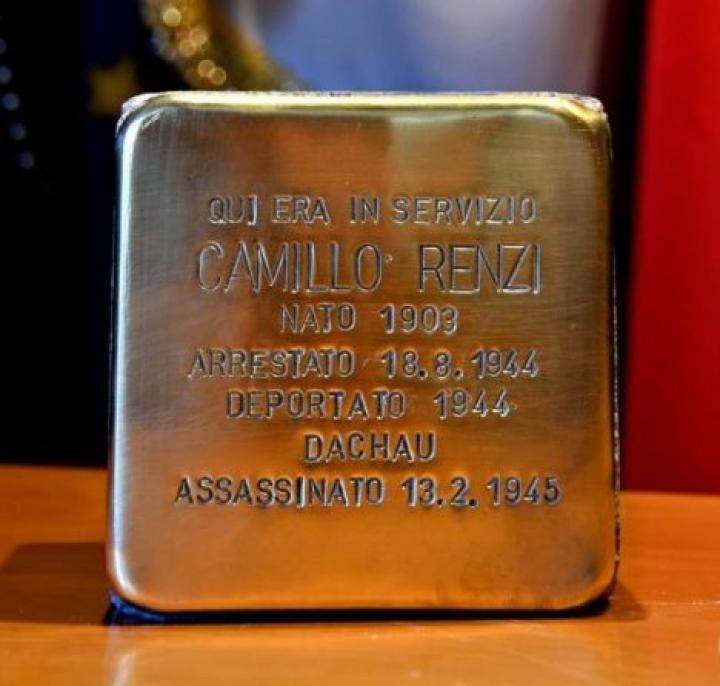 QUI ERA IN SERVIZIO
CAMILLO RENZI
NATO 1903
ARRESTATO 18.8.1944
DEPORTATO 1944
DACHAU
ASSASSINATO 13.2.1945